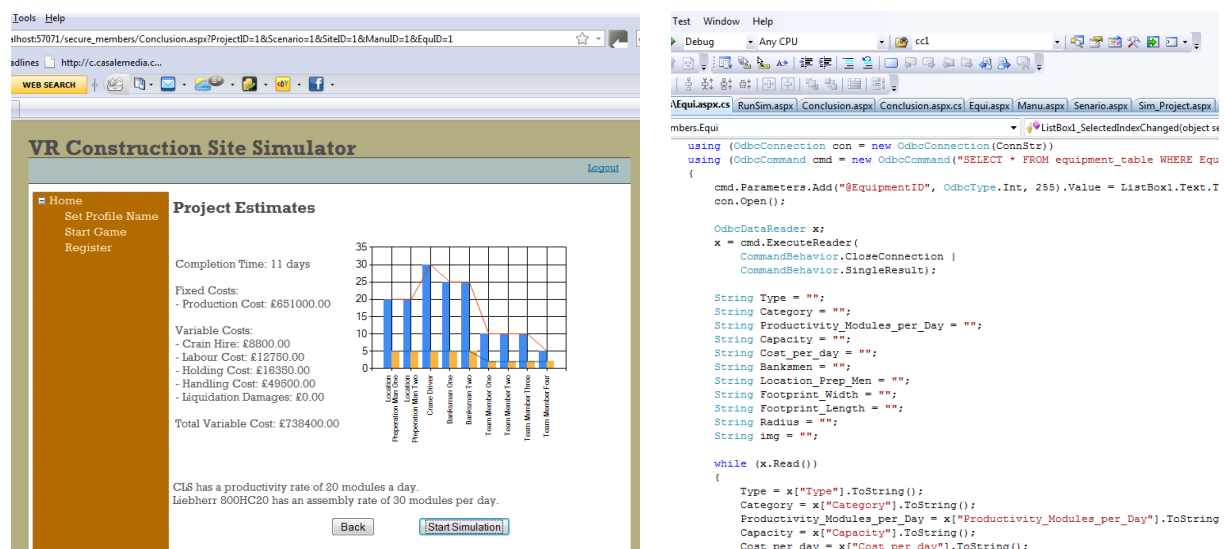 Tools Help
alhost:57071/secure_members/Conclusion.aspx?ProjectID=1&Scenario=1&SiteID=1&ManuID=1&EquID=1
adlines http://c.casalemedia.c...
WEB SEARCH
VR Construction Site Simulator
Logout
Home
Set Profile Name
Start Game
Register
Project Estimates
Completion Time: 11 days
Fixed Costs:
- Production Cost: £651000.00
Variable Costs:
- Crain Hire: £8800.00
- Labour Cost: £12750.00
- Holding Cost: £16350.00
- Handling Cost: £49500.00
- Liquidation Damages: £0.00
Total Variable Cost: £738400.00
35
30
25
20
15
10
5
0
Location Preperation Man One
Location Preperation Man Two
Crane Driver
Banksman One
Banksman Two
Team Member One
Team Member Two
Team Member Three
Team Member Four
CLS has a productivity rate of 20 modules a day.
Liebherr 800HC20 has an assembly rate of 30 modules per day.
Back Start Simulation
Test Window Help
Debug Any CPU cc1
\Equi.aspx.cs RunSim.aspx Conclusion.aspx Conclusion.aspx.cs Equi.aspx Manu.aspx Senario.aspx Sim_Project.aspx
mbers.Equi ListBox1_SelectedIndexChanged(object se
using (OdbcConnection con = new OdbcConnection(ConnStr))
using (OdbcCommand cmd = new OdbcCommand("SELECT * FROM equipment_table WHERE Equ
{
cmd.Parameters.Add("@EquipmentID", OdbcType.Int, 255).Value = ListBox1.Text.T
con.Open();
OdbcDataReader x;
x = cmd.ExecuteReader(
CommandBehavior.CloseConnection |
CommandBehavior.SingleResult);
String Type = "";
String Category = "";
String Productivity_Modules_per_Day = "";
String Capacity = "";
String Cost_per_day = "";
String Banksmen = "";
String Location_Prep_Men = "";
String Footprint_Width = "";
String Footprint_Length = "";
String Radius = "";
String img = "";
while (x.Read())
{
Type = x["Type"].ToString();
Category = x["Category"].ToString();
Productivity_Modules_per_Day = x["Productivity_Modules_per_Day"].ToString
Capacity = x["Capacity"].ToString();
Cost_per_day = x["Cost_per_day"].ToString();